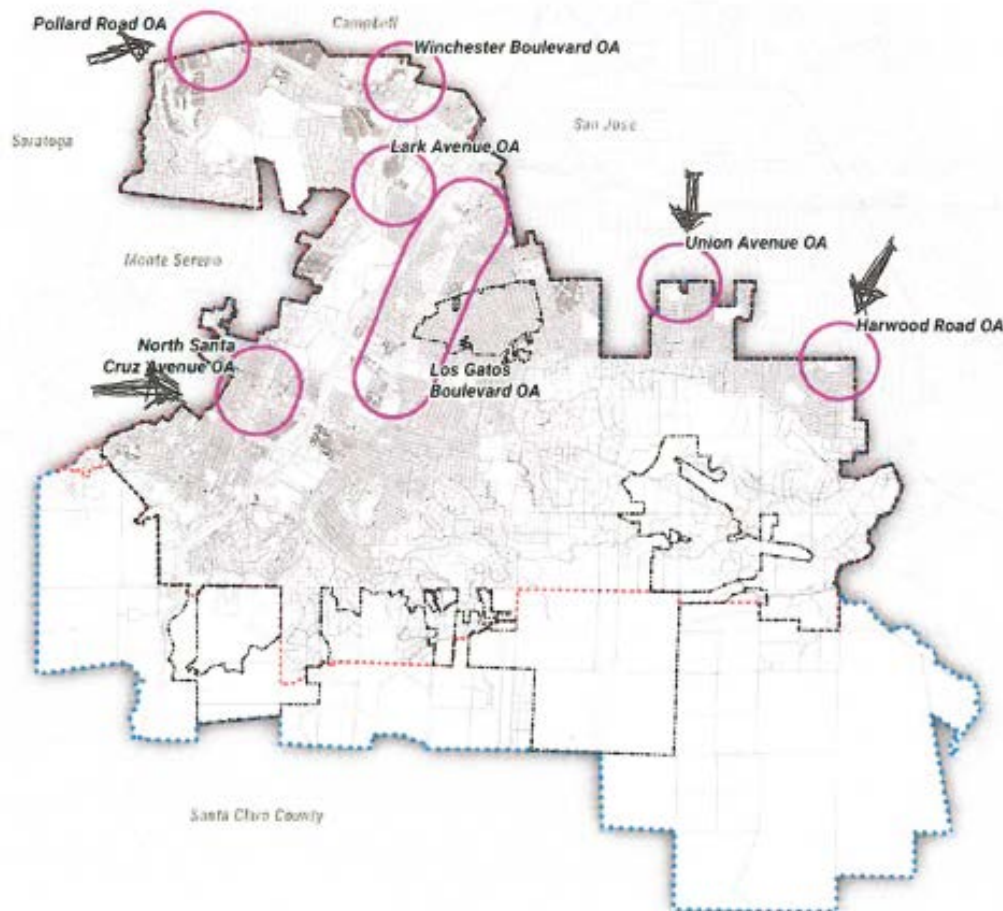 Campbell
Pollard Road OA
Winchester Boulevard OA
San Jose
Saratoga
Lark Avenue OA
Union Avenue OA
Monte Sereno
Harwood Road OA
North Santa
Cruz Avenue OA
Los Gatos
Boulevard OA
Santa Clara County